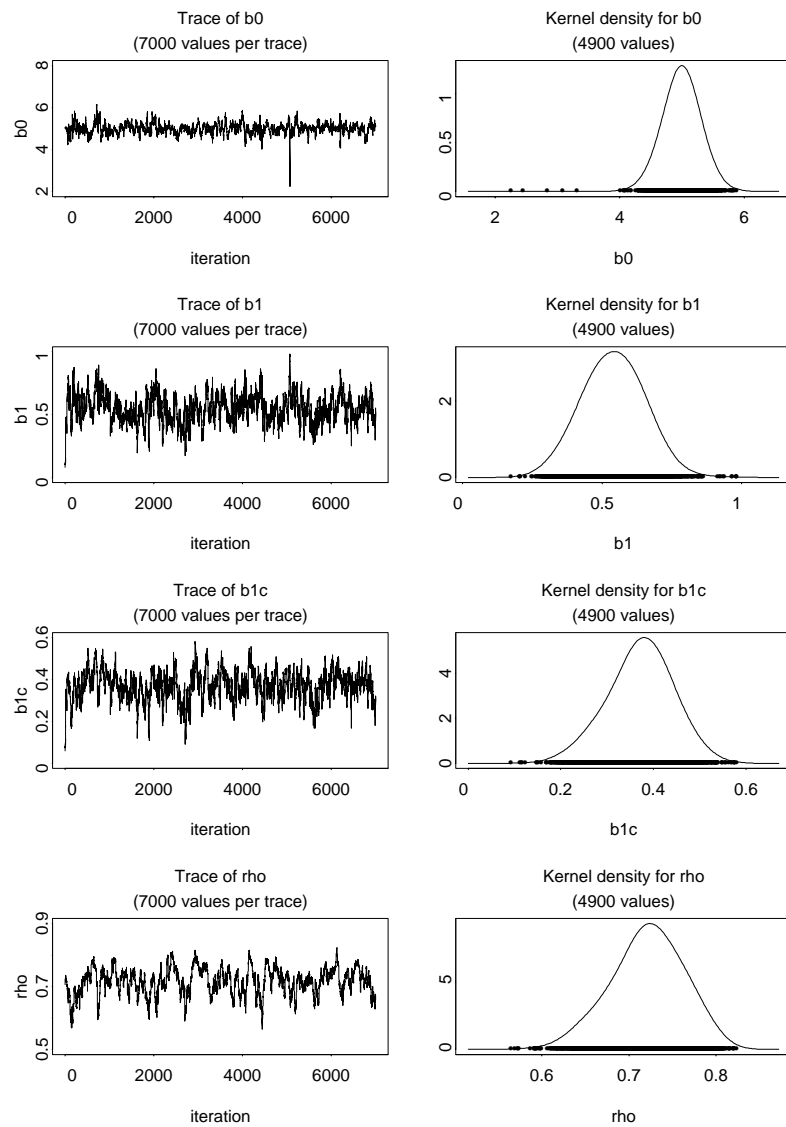 Trace of b0
(7000 values per trace)
b0
8
6
4
2
0 2000 4000 6000
iteration
Kernel density for b0
(4900 values)
1
0.5
0
2 4 6
b0
Trace of b1
(7000 values per trace)
b1
1
0.5
0
0 2000 4000 6000
iteration
Kernel density for b1
(4900 values)
2
0
0 0.5 1
b1
Trace of b1c
(7000 values per trace)
b1c
0.6
0.4
0.2
0
0 2000 4000 6000
iteration
Kernel density for b1c
(4900 values)
4
2
0
0 0.2 0.4 0.6
b1c
Trace of rho
(7000 values per trace)
rho
0.9
0.7
0.5
0 2000 4000 6000
iteration
Kernel density for rho
(4900 values)
5
0
0.6 0.7 0.8
rho